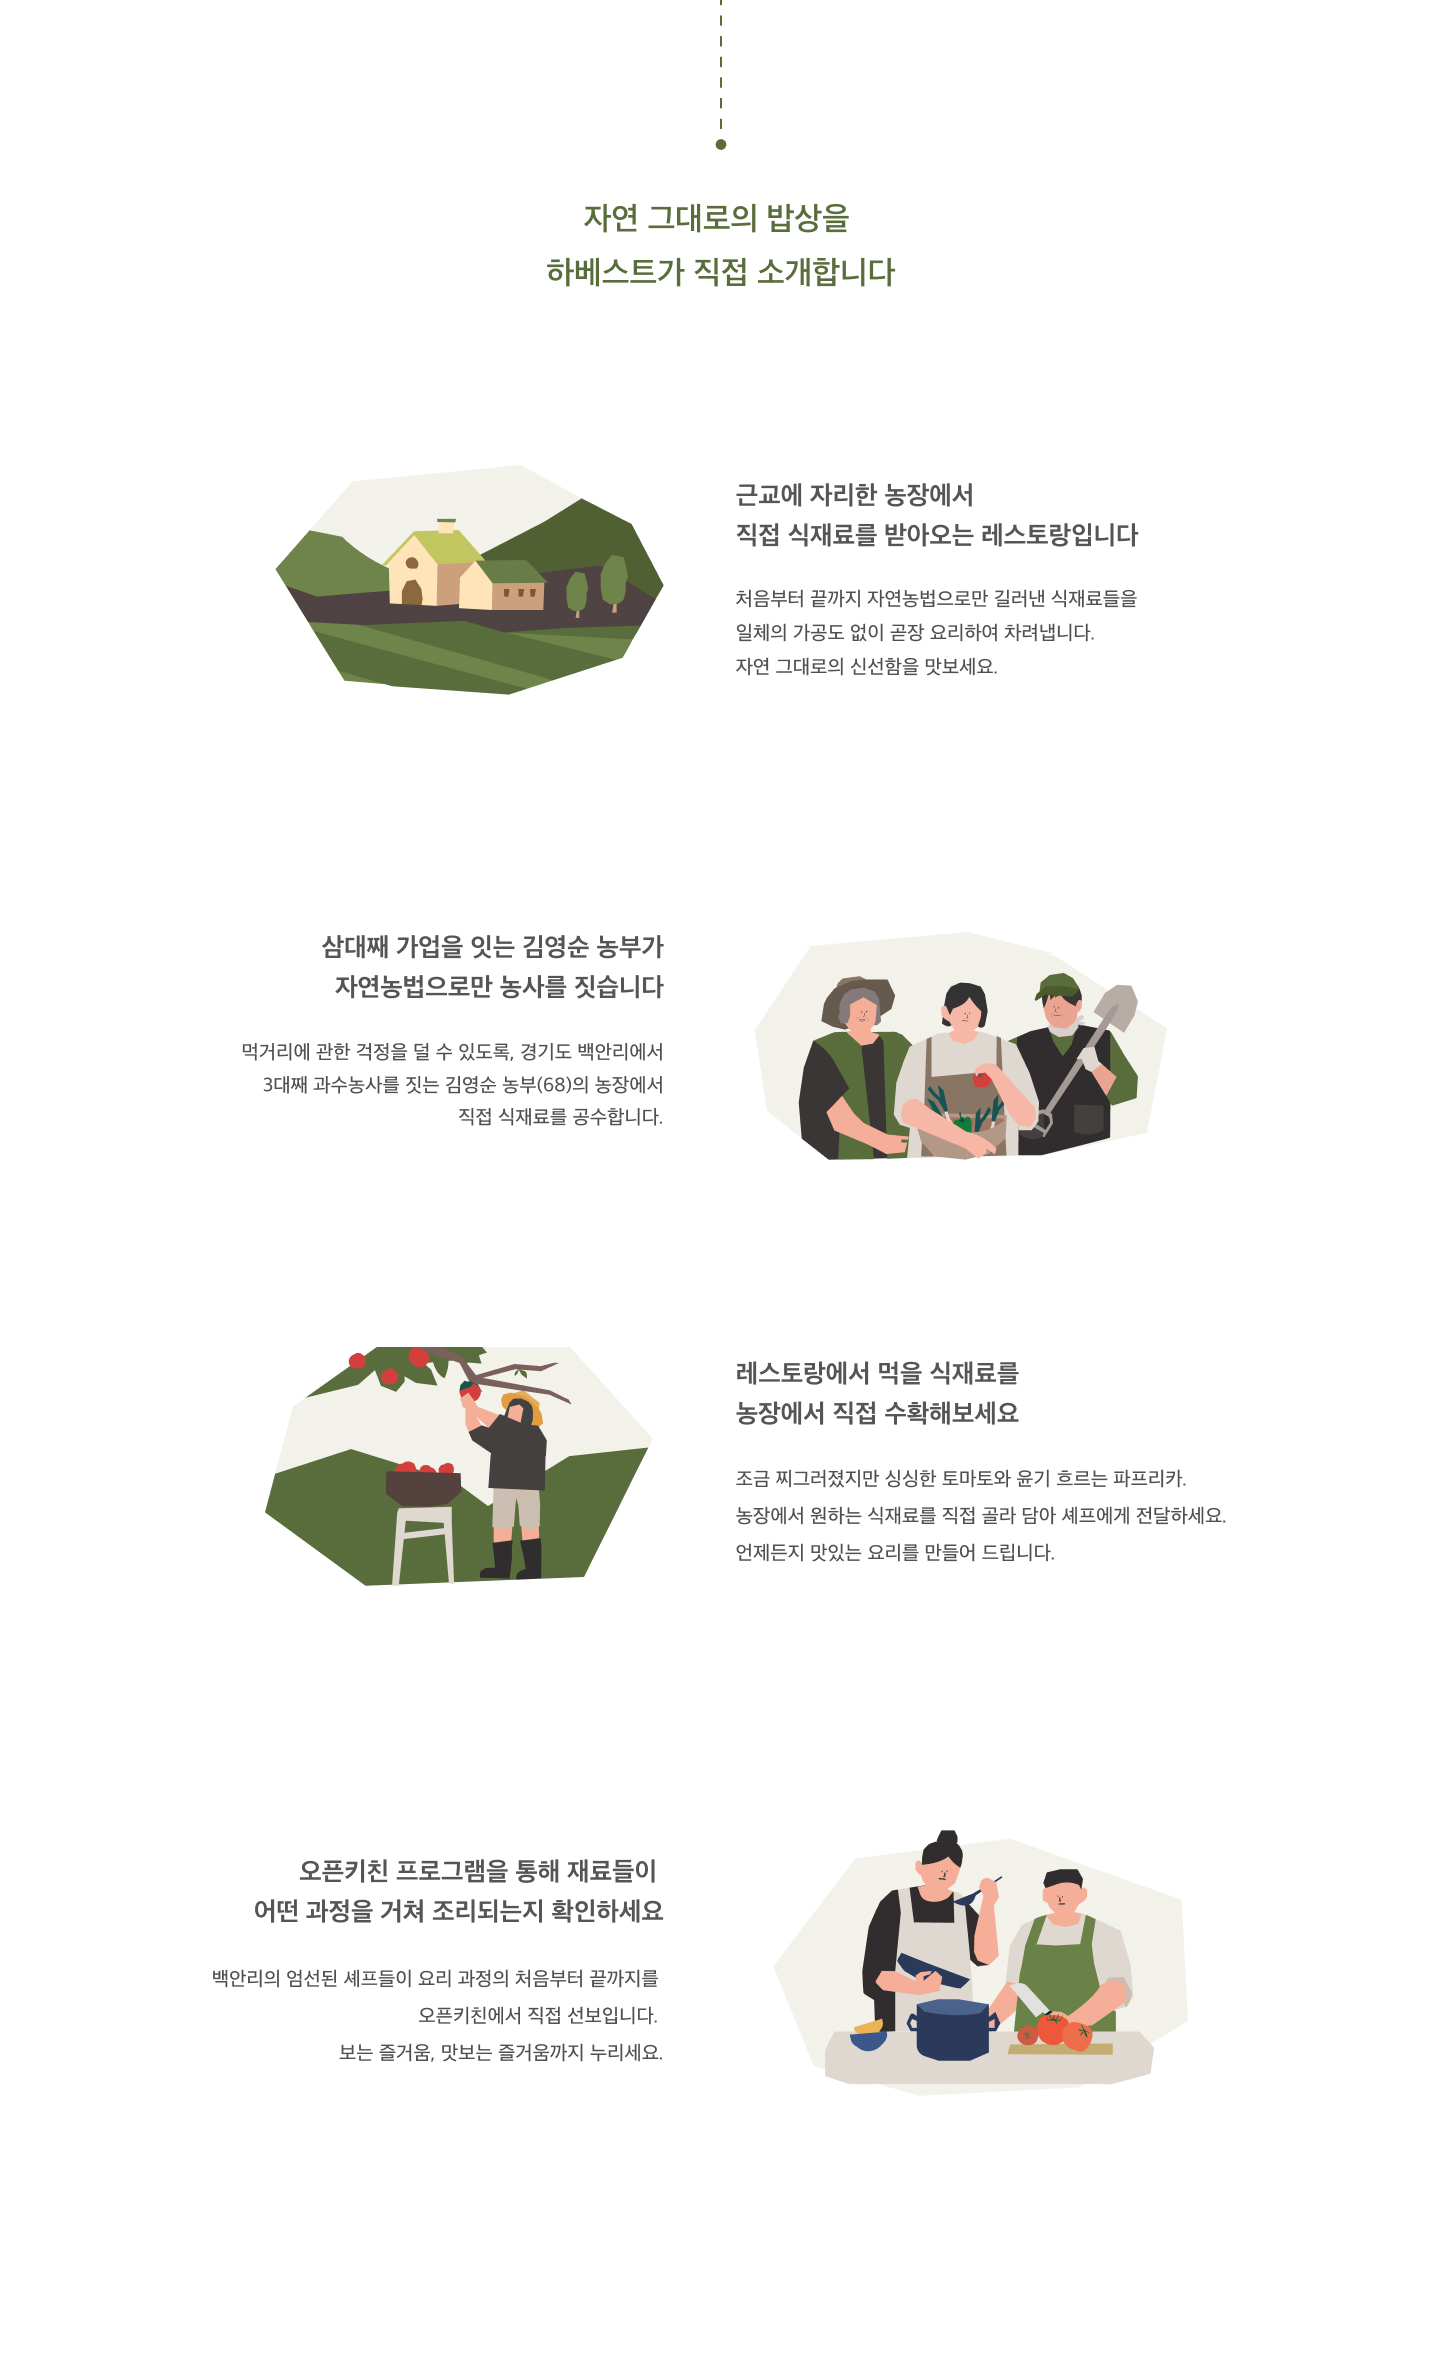 자연 그대로의 밥상을
하베스트가 직접 소개합니다
근교에 자리한 농장에서
직접 식재료를 받아오는 레스토랑입니다
처음부터 끝까지 자연농법으로만 길러낸 식재료들을
일체의 가공도 없이 곧장 요리하여 차려냅니다.
자연 그대로의 신선함을 맛보세요.
삼대째 가업을 잇는 김영순 농부가
자연농법으로만 농사를 짓습니다
먹거리에 관한 걱정을 덜 수 있도록, 경기도 백안리에서
3대째 과수농사를 짓는 김영순 농부(68)의 농장에서
직접 식재료를 공수합니다.
레스토랑에서 먹을 식재료를
농장에서 직접 수확해보세요
조금 찌그러졌지만 싱싱한 토마토와 윤기 흐르는 파프리카.
농장에서 원하는 식재료를 직접 골라 담아 셰프에게 전달하세요.
언제든지 맛있는 요리를 만들어 드립니다.
오픈키친 프로그램을 통해 재료들이
어떤 과정을 거쳐 조리되는지 확인하세요
백안리의 엄선된 셰프들이 요리 과정의 처음부터 끝까지를
오픈키친에서 직접 선보입니다.
보는 즐거움, 맛보는 즐거움까지 누리세요.